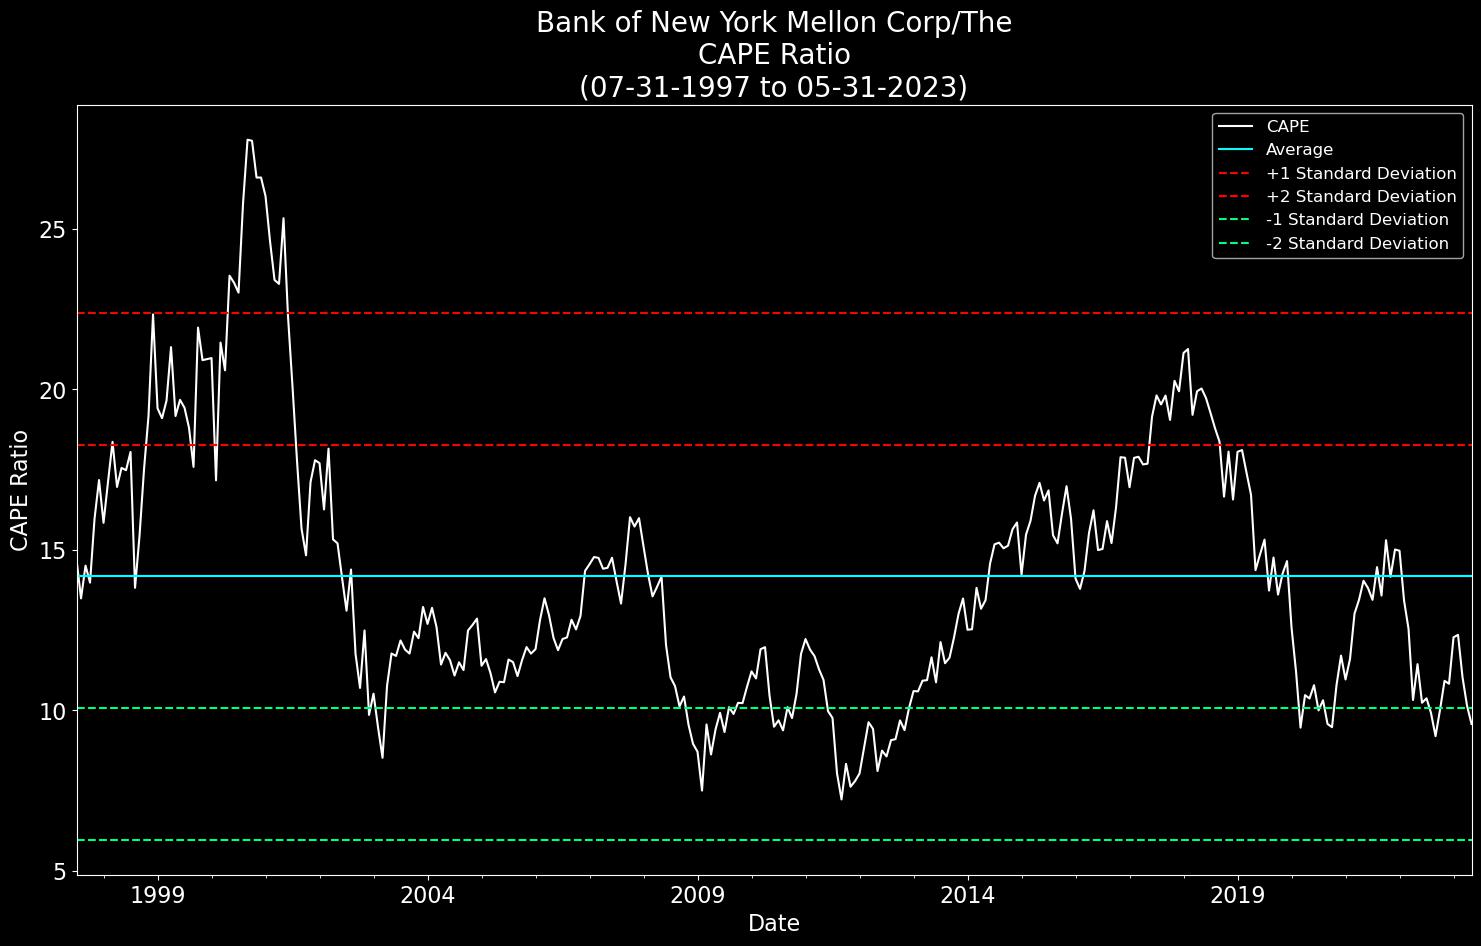 Bank of New York Mellon Corp/The
CAPE Ratio
(07-31-1997 to 05-31-2023)
CAPE
Average
+1 Standard Deviation
+2 Standard Deviation
-1 Standard Deviation
-2 Standard Deviation
CAPE Ratio
25
20
15
10
5
1999
2004
2009
2014
2019
Date